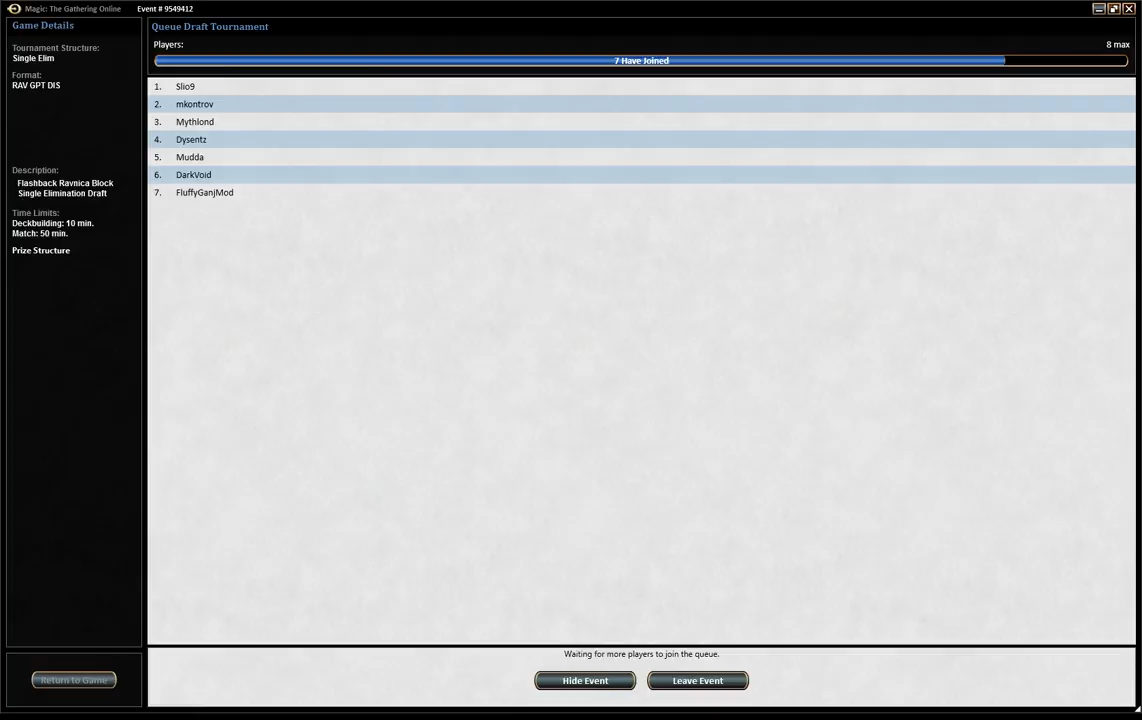 Magic: The Gathering Online Event # 9549412
Game Details
Tournament Structure:
Single Elim
Format:
RAV GPT DIS
Description:
Flashback Ravnica Block
Single Elimination Draft
Time Limits:
Deckbuilding: 10 min.
Match: 50 min.
Prize Structure
Return to Game
Queue Draft Tournament
Players: 8 max
7 Have Joined
1. Slio9
2. mkontrov
3. Mythlond
4. Dysentz
5. Mudda
6. DarkVoid
7. FluffyGanjMod
Waiting for more players to join the queue.
Hide Event Leave Event